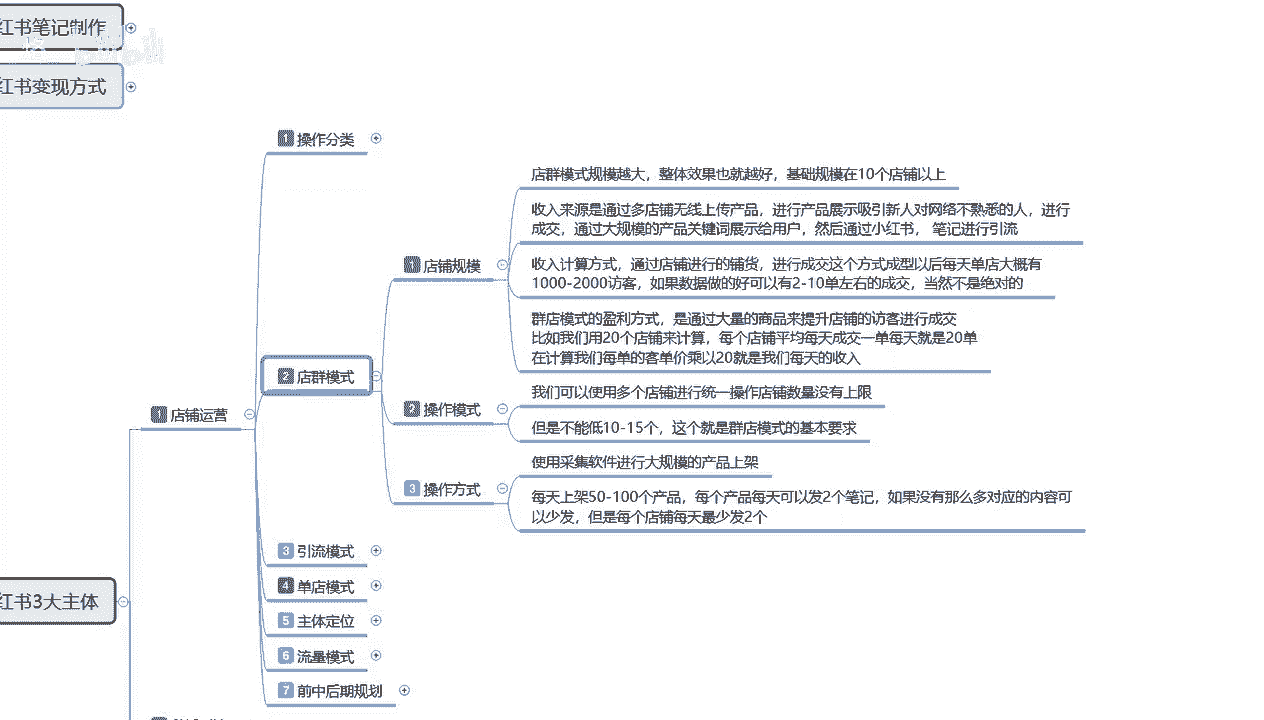 红书笔记制作
红书变现方式
1 操作分类
店群模式规模越大，整体效果也就越好，基础规模在10个店铺以上
收入来源是通过多店铺无线上传产品，进行产品展示吸引新人对网络不熟悉的人，进行
成交，通过大规模的产品关键词展示给用户，然后通过小红书， 笔记进行引流
1 店铺规模
收入计算方式，通过店铺进行的铺货，进行成交这个方式成型以后每天单店大概有
1000-2000访客，如果数据做的好可以有2-10单左右的成交，当然不是绝对的
群店模式的盈利方式，是通过大量的商品来提升店铺的访客进行成交
比如我们用20个店铺来计算，每个店铺平均每天成交一单每天就是20单
在计算我们每单的客单价乘以20就是我们每天的收入
2 店群模式
我们可以使用多个店铺进行统一操作店铺数量没有上限
2 操作模式
1 店铺运营
但是不能低10-15个，这个就是群店模式的基本要求
使用采集软件进行大规模的产品上架
3 操作方式
每天上架50-100个产品，每个产品每天可以发2个笔记，如果没有那么多对应的内容可
以少发，但是每个店铺每天最少发2个
3 引流模式
4 单店模式
红书3大主体
5 主体定位
6 流量模式
7 前中后期规划